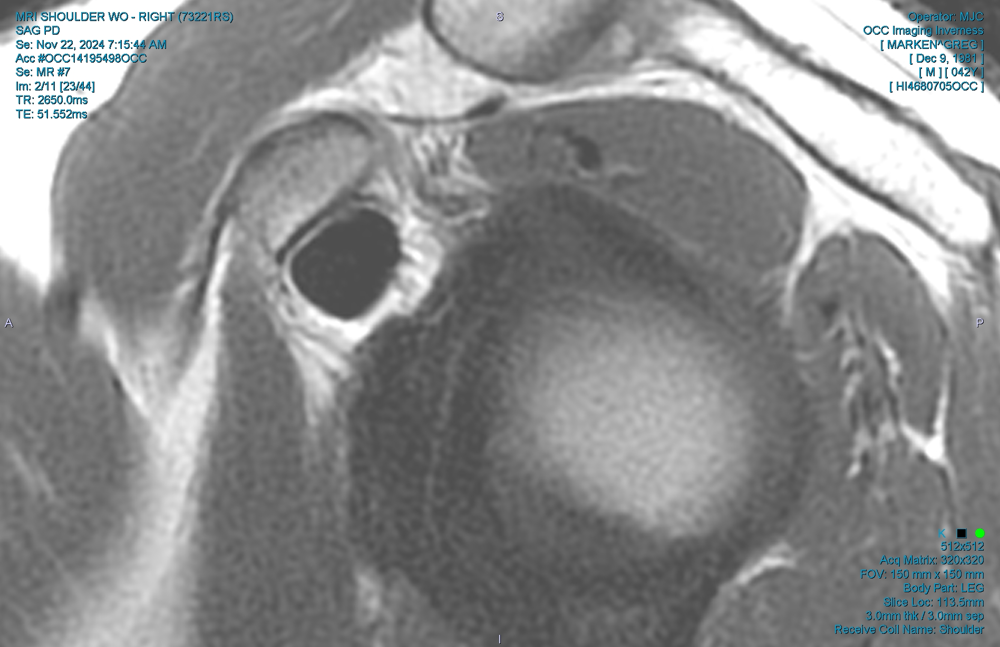 MRI SHOULDER WO - RIGHT (73221RS)
SAG PD
Se: Nov 22, 2024 7:15:44 AM
Acc #OCC14195498OCC
Se: MR #7
Im: 2/11 [23/44]
TR: 2650.0ms
TE: 51.552ms
S
Operator: MJC
OCC Imaging Inverness
[ MARKEN^GREG ]
[ Dec 9, 1981 ]
[ M ] [ 042Y ]
[ HI4680705OCC ]
A
P
K
512x512
Acq Matrix: 320x320
FOV: 150 mm x 150 mm
Body Part: LEG
Slice Loc: 113.5mm
3.0mm thk / 3.0mm sep
Receive Coil Name: Shoulder
I